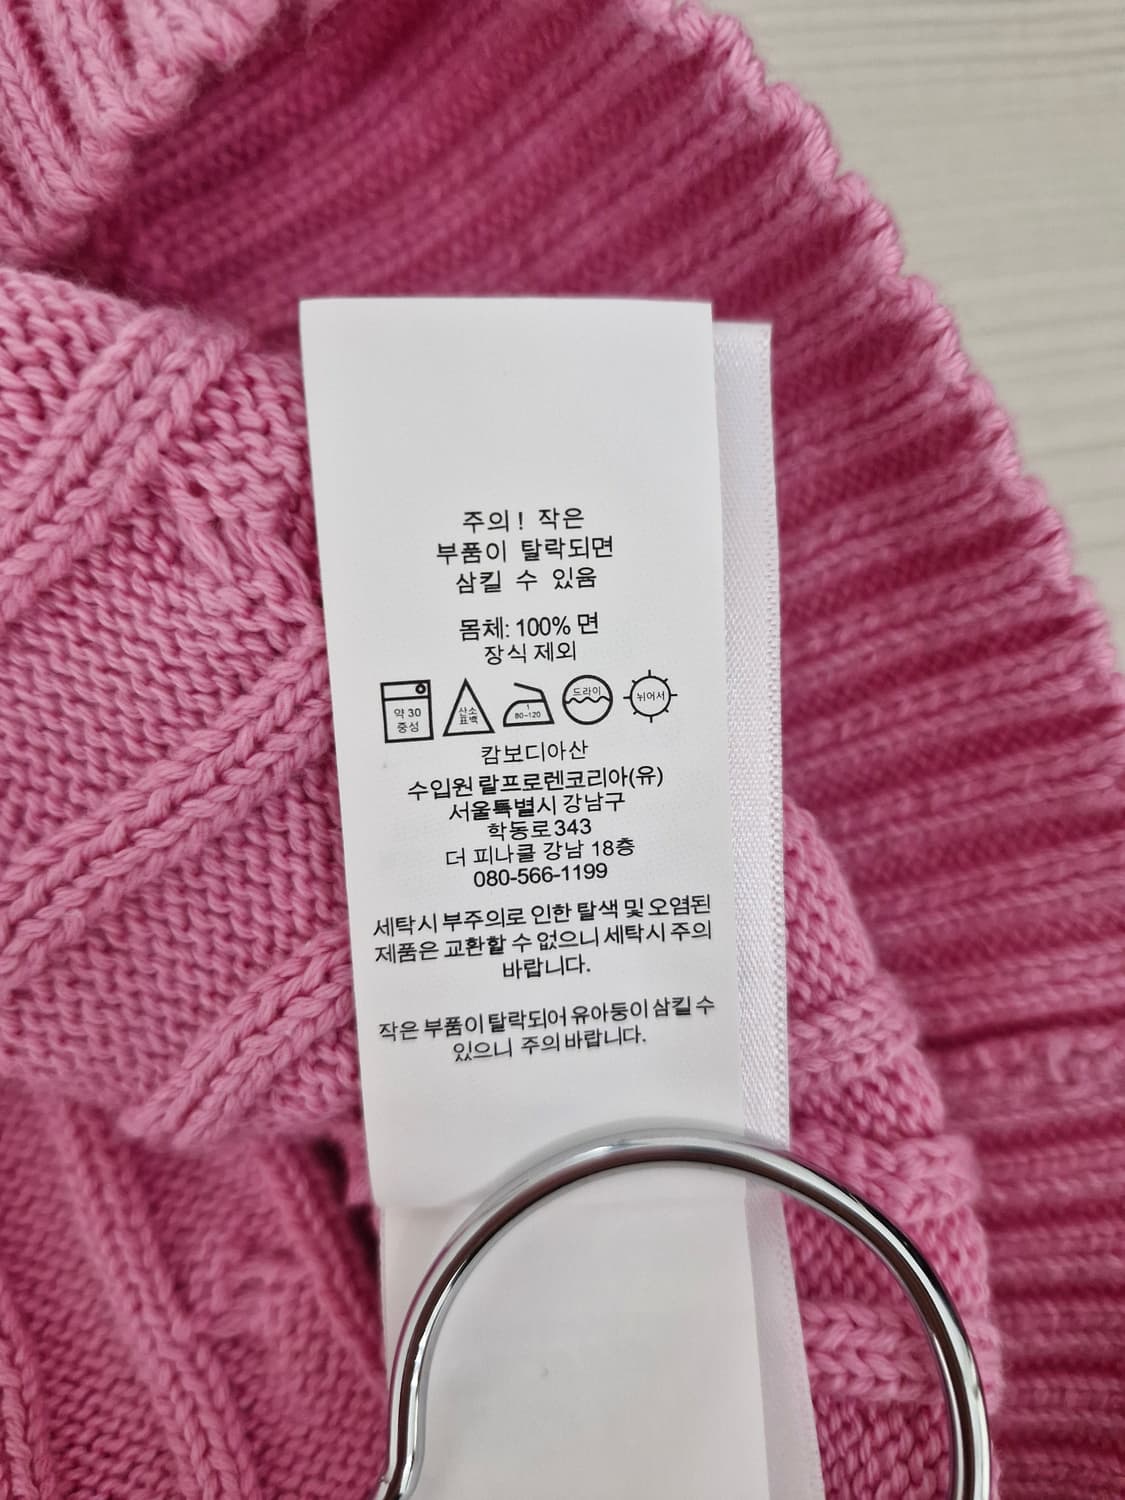 주의! 작은
부품이 탈락되면
삼킬 수 있음
몸체: 100% 면
장식 제외
약 30
중성
산소
표백
1
80~120
드라이
뉘어서
캄보디아산
수입원 랄프로렌코리아(유)
서울특별시 강남구
학동로 343
더 피나클 강남 18층
080-566-1199
세탁시 부주의로 인한 탈색 및 오염된
제품은 교환할 수 없으니 세탁시 주의
바랍니다.
작은 부품이 탈락되어 유아등이 삼킬 수
있으니 주의 바랍니다.